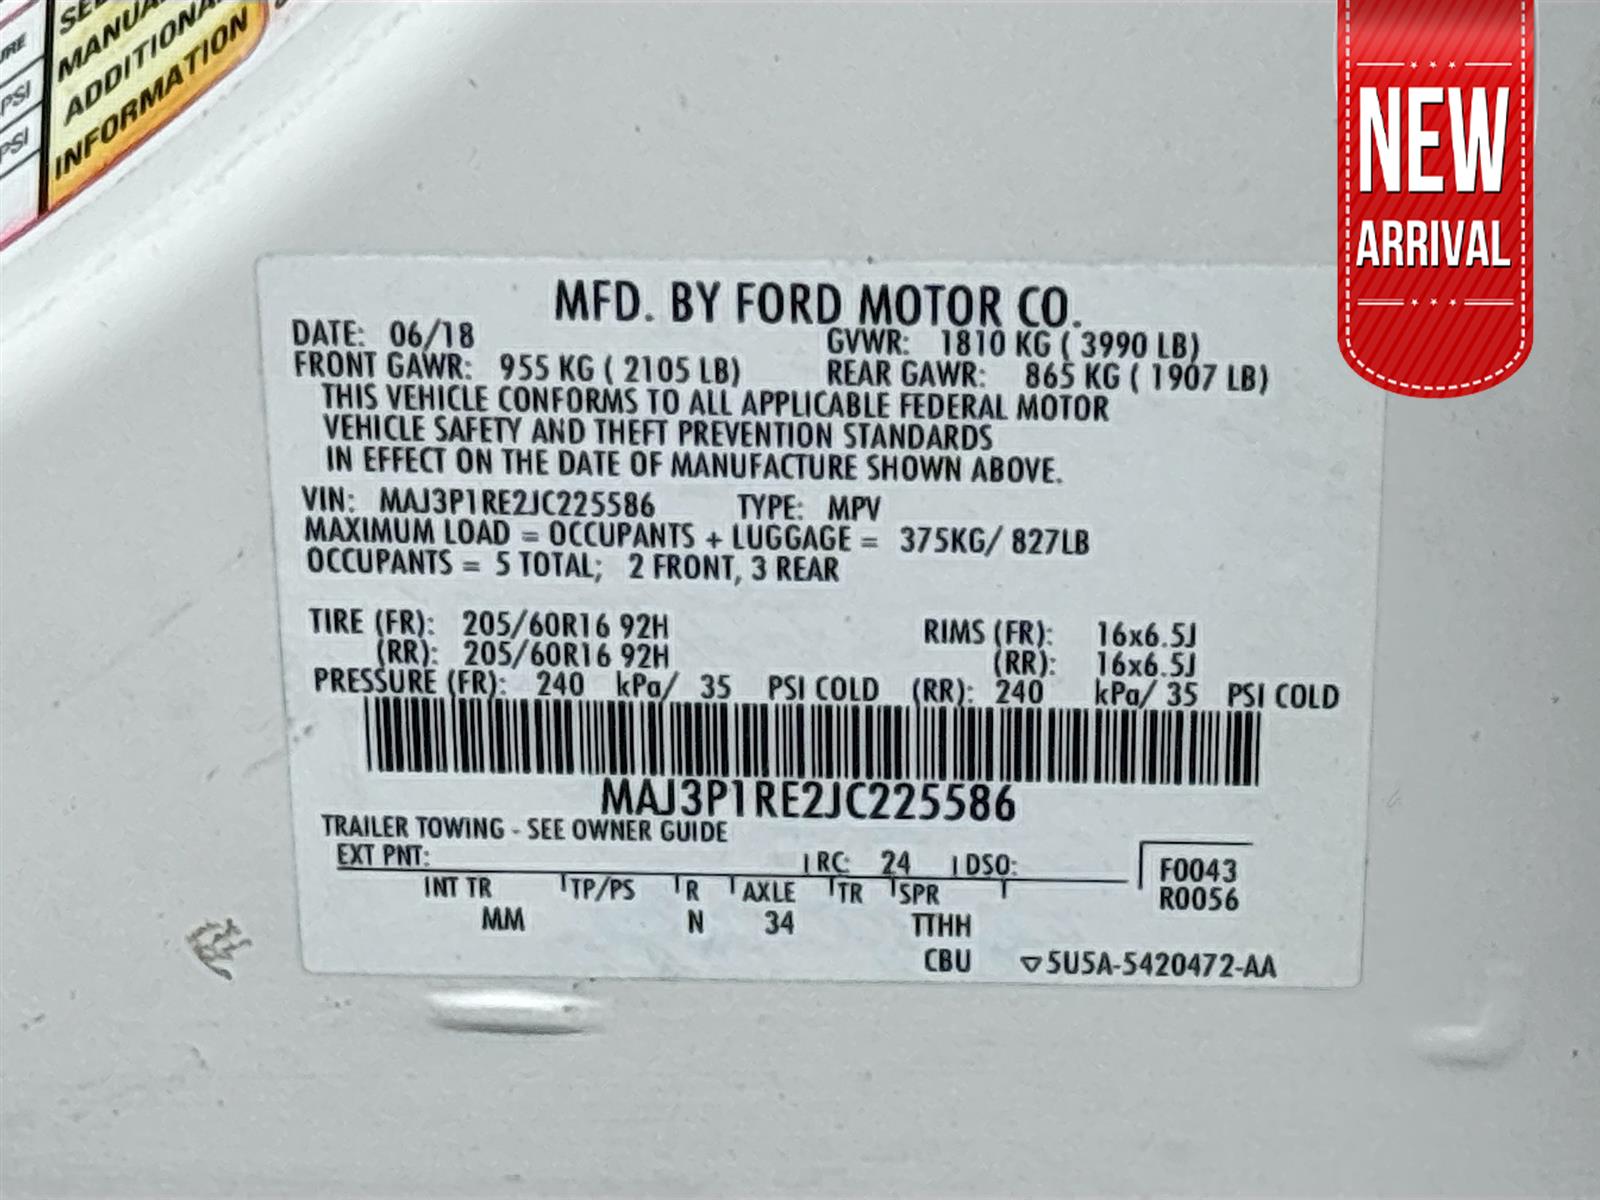 SEE
MANUAL
ADDITIONAL
INFORMATION
PSI
PSI
NEW
ARRIVAL
MFD. BY FORD MOTOR CO.
DATE: 06/18 GVWR: 1810 KG ( 3990 LB)
FRONT GAWR: 955 KG ( 2105 LB) REAR GAWR: 865 KG ( 1907 LB)
THIS VEHICLE CONFORMS TO ALL APPLICABLE FEDERAL MOTOR
VEHICLE SAFETY AND THEFT PREVENTION STANDARDS
IN EFFECT ON THE DATE OF MANUFACTURE SHOWN ABOVE.
VIN: MAJ3P1RE2JC225586 TYPE: MPV
MAXIMUM LOAD = OCCUPANTS + LUGGAGE = 375KG/ 827LB
OCCUPANTS = 5 TOTAL; 2 FRONT, 3 REAR
TIRE (FR): 205/60R16 92H RIMS (FR): 16x6.5J
(RR): 205/60R16 92H (RR): 16x6.5J
PRESSURE (FR): 240 kPa/ 35 PSI COLD (RR): 240 kPa/ 35 PSI COLD
MAJ3P1RE2JC225586
TRAILER TOWING - SEE OWNER GUIDE
EXT PNT: RC: 24 DSO: F0043
INT TR TP/PS R AXLE TR SPR R0056
MM N 34 TTHH
CBU ▽5U5A-5420472-AA